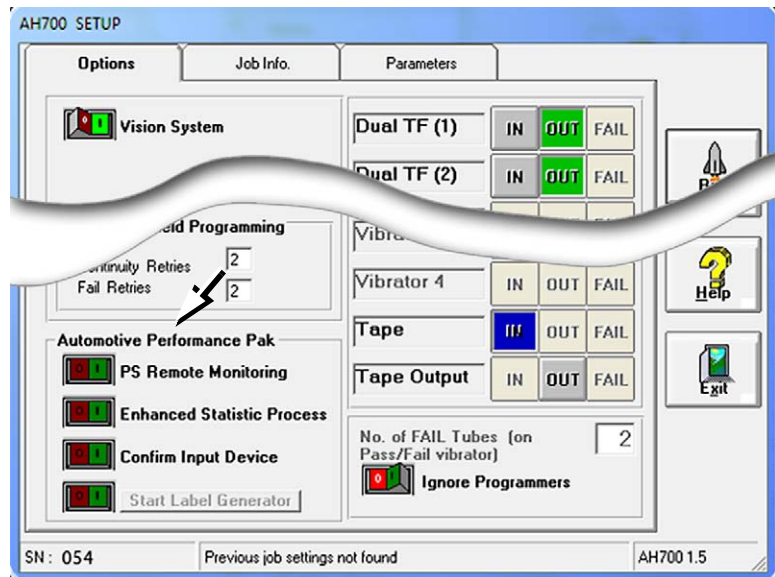 AH700 SETUP
Options
Job Info.
Parameters
Vision System
Dual TF (1) IN OUT FAIL
Dual TF (2) IN OUT FAIL
Programming
Retries 2
Fail Retries 2
Vibrator 4 IN OUT FAIL
Tape IN OUT FAIL
Tape Output IN OUT FAIL
Automotive Performance Pak
PS Remote Monitoring
Enhanced Statistic Process
Confirm Input Device
Start Label Generator
No. of FAIL Tubes (on
Pass/Fail vibrator) 2
Ignore Programmers
Help
Exit
SN: 054
Previous job settings not found
AH700 1.5